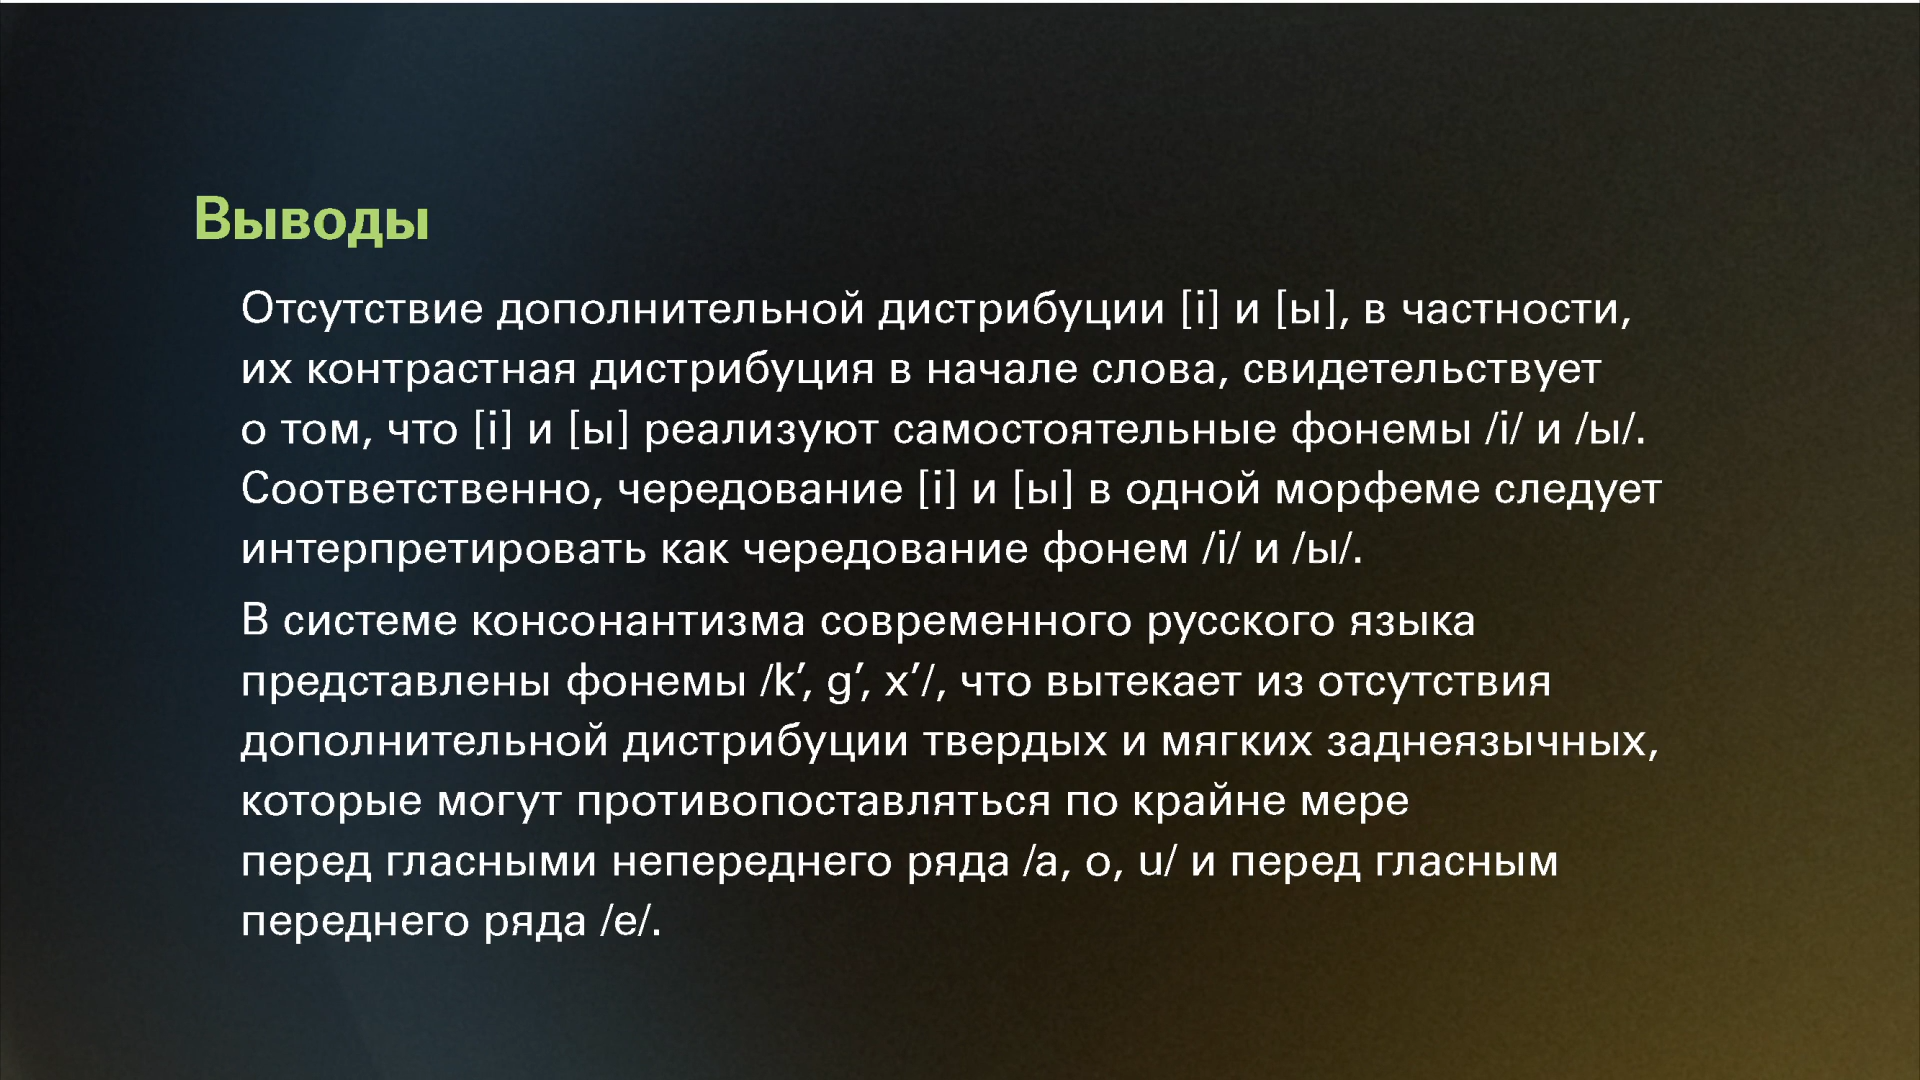 Выводы
Отсутствие дополнительной дистрибуции [i] и [ы], в частности,
их контрастная дистрибуция в начале слова, свидетельствует
о том, что [i] и [ы] реализуют самостоятельные фонемы /i/ и /ы/.
Соответственно, чередование [i] и [ы] в одной морфеме следует
интерпретировать как чередование фонем /i/ и /ы/.
В системе консонантизма современного русского языка
представлены фонемы /k’, g’, x’/, что вытекает из отсутствия
дополнительной дистрибуции твердых и мягких заднеязычных,
которые могут противопоставляться по крайне мере
перед гласными непереднего ряда /a, o, u/ и перед гласным
переднего ряда /e/.